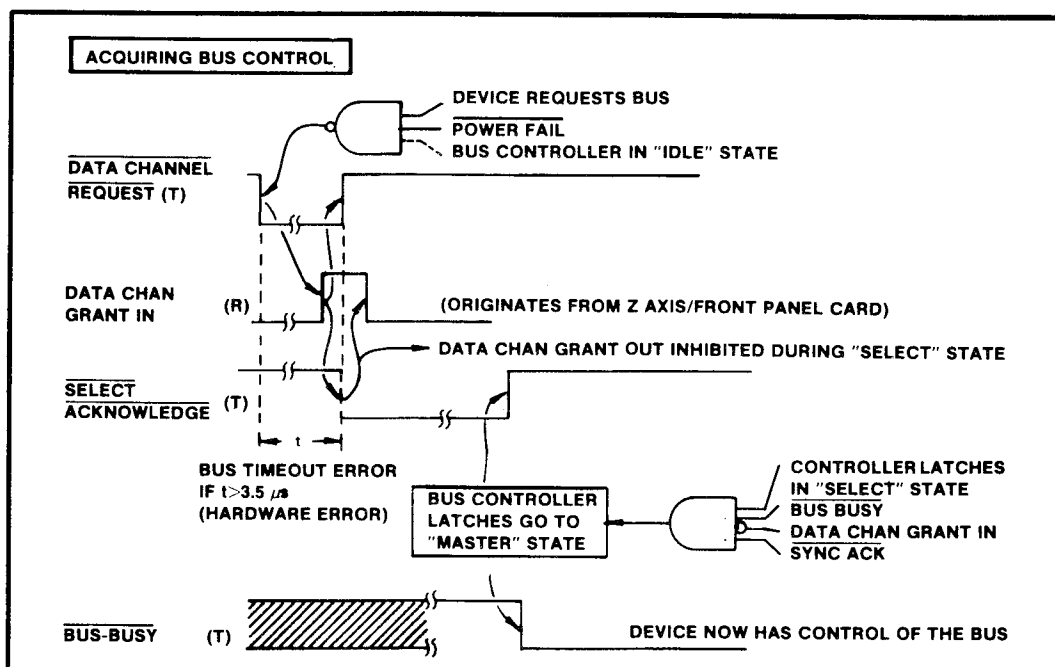 ACQUIRING BUS CONTROL
DEVICE REQUESTS BUS
POWER FAIL
BUS CONTROLLER IN "IDLE" STATE
DATA CHANNEL
REQUEST (T)
DATA CHAN (R)
GRANT IN
(ORIGINATES FROM Z AXIS/FRONT PANEL CARD)
DATA CHAN GRANT OUT INHIBITED DURING "SELECT" STATE
SELECT
ACKNOWLEDGE (T)
t
BUS TIMEOUT ERROR
IF t>3.5 μs
(HARDWARE ERROR)
BUS CONTROLLER
LATCHES GO TO
"MASTER" STATE
CONTROLLER LATCHES
IN "SELECT" STATE
BUS BUSY
DATA CHAN GRANT IN
SYNC ACK
BUS-BUSY (T)
DEVICE NOW HAS CONTROL OF THE BUS